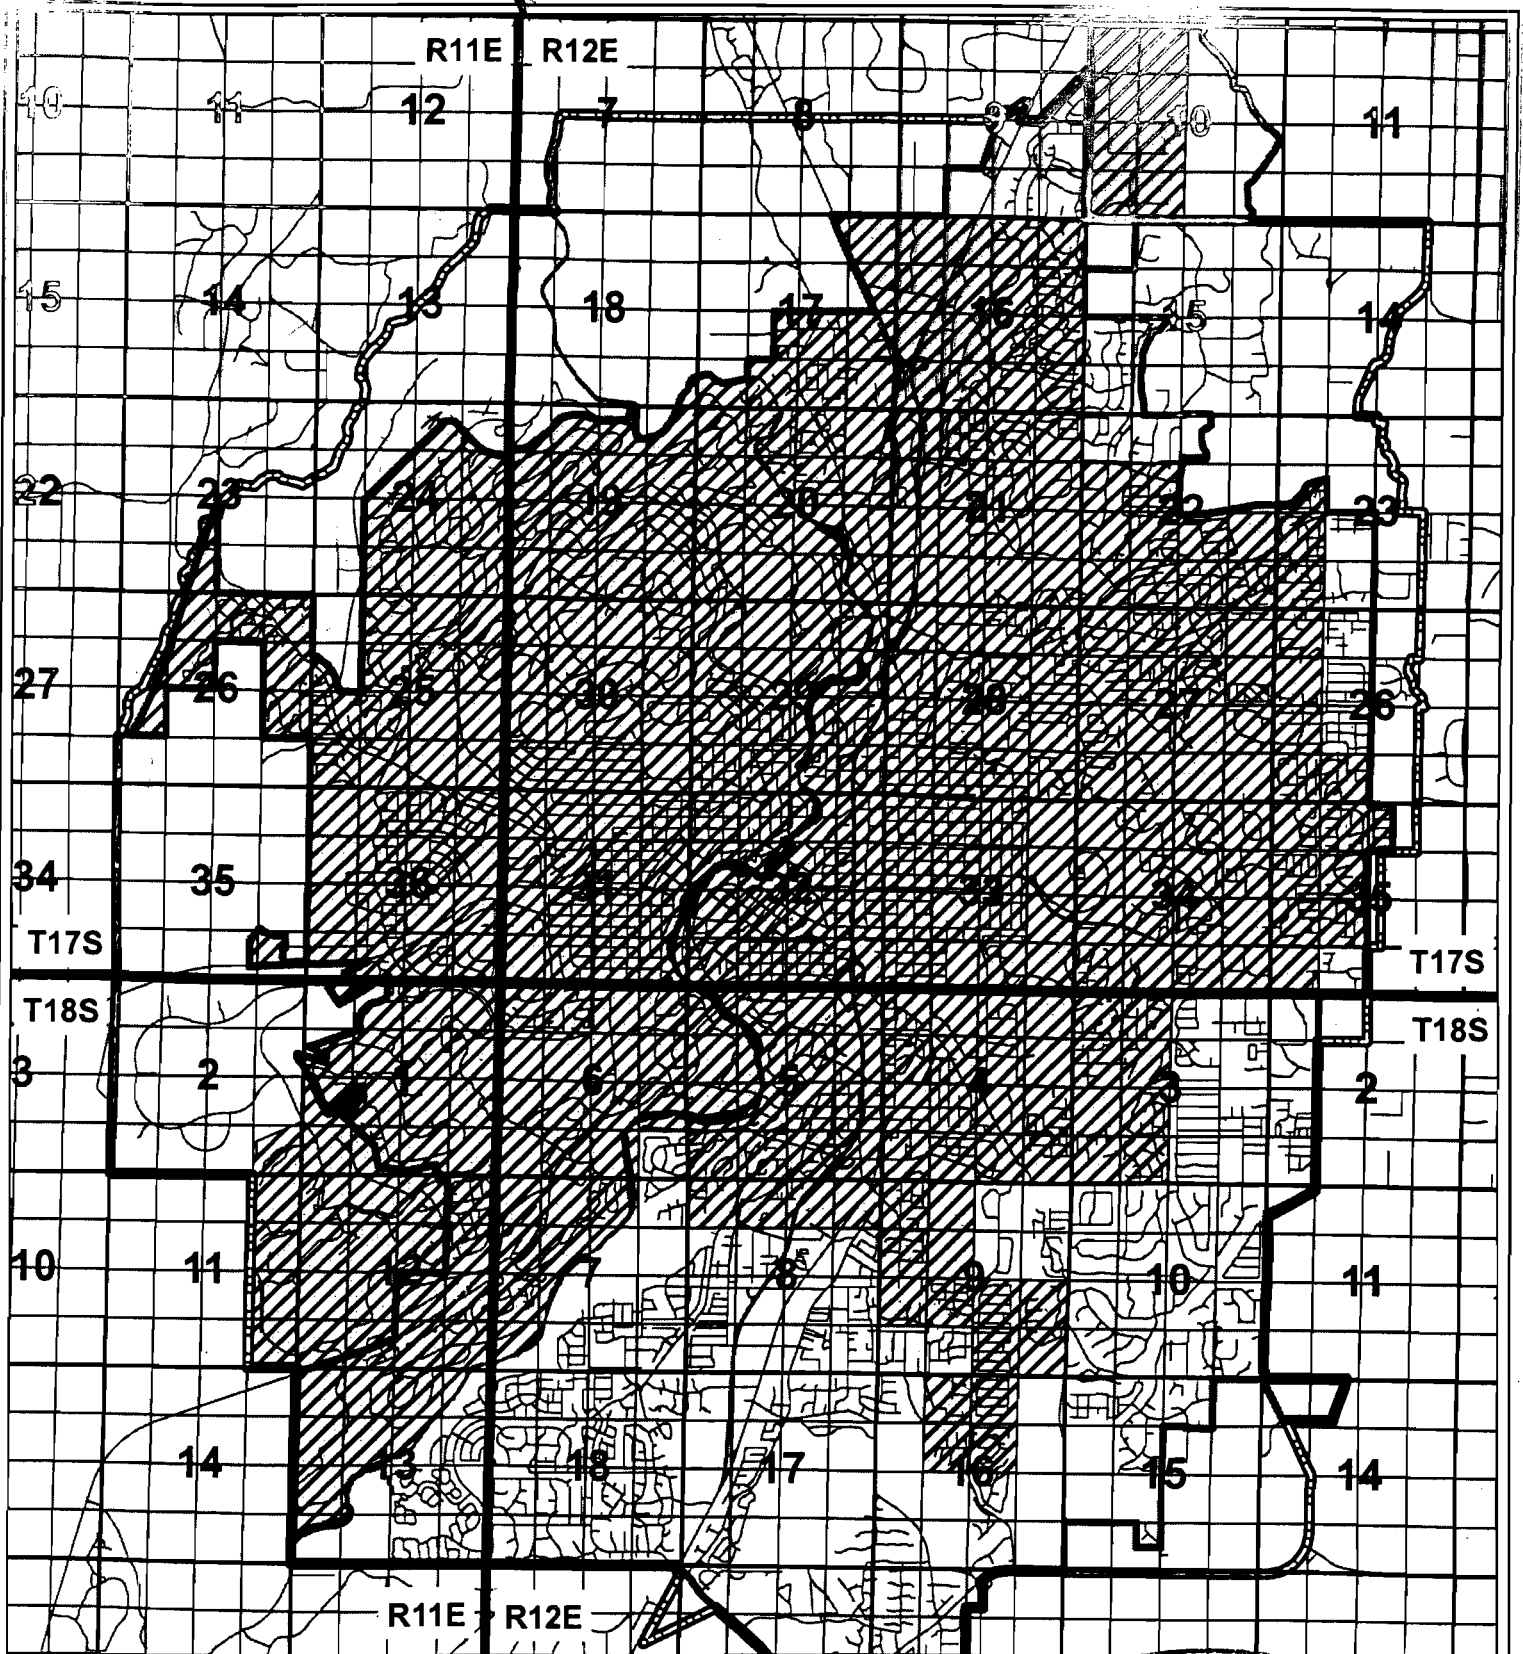 R11E R12E
10 11 12 7 8 9 10 11
15 14 13 18 17 16 15 14
22 23 24 19 20 21 22 23
27 26 25 30 29 28 27 26
34 35 36 31 32 33 34 35
T17S T17S
T18S T18S
3 2 1 6 5 4 3 2
10 11 12 7 8 9 10 11
14 13 18 17 16 15 14
R11E R12E